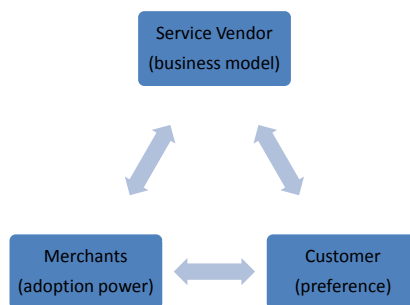 Service Vendor
(business model)
Merchants
(adoption power)
Customer
(preference)